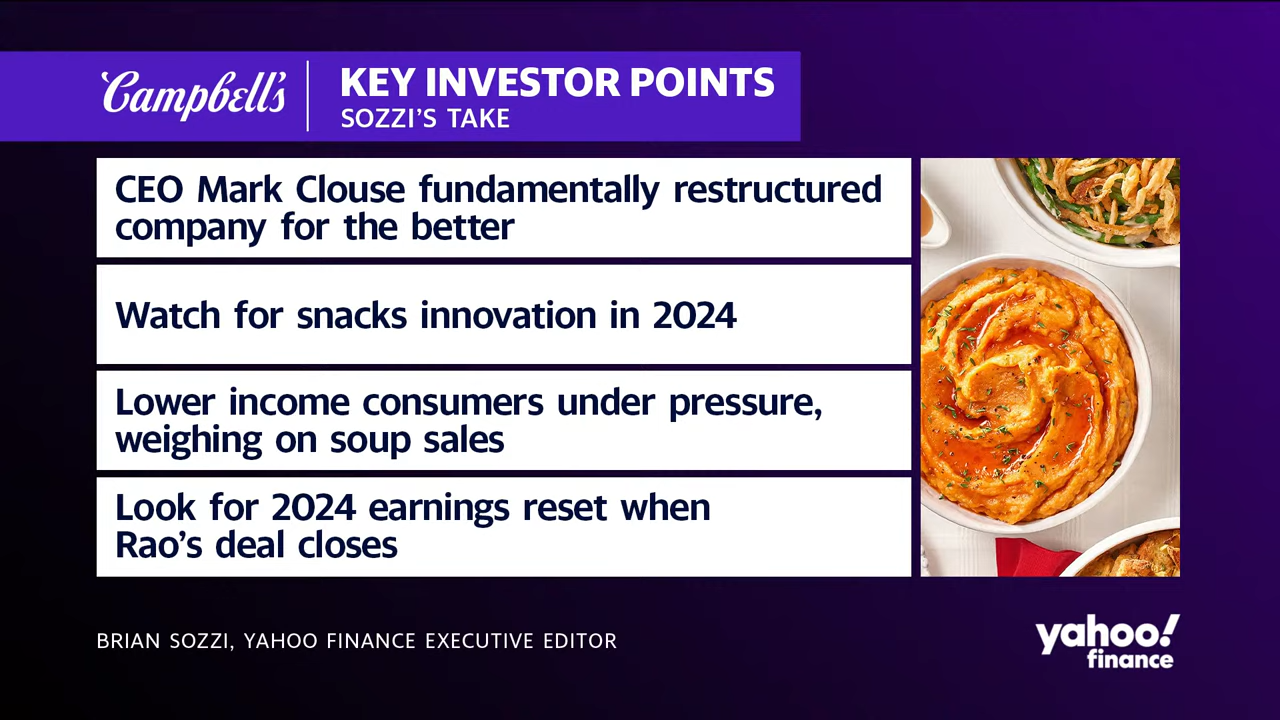 Campbell's
KEY INVESTOR POINTS
SOZZI'S TAKE
CEO Mark Clouse fundamentally restructured
company for the better
Watch for snacks innovation in 2024
Lower income consumers under pressure,
weighing on soup sales
Look for 2024 earnings reset when
Rao's deal closes
BRIAN SOZZI, YAHOO FINANCE EXECUTIVE EDITOR
yahoo!
finance